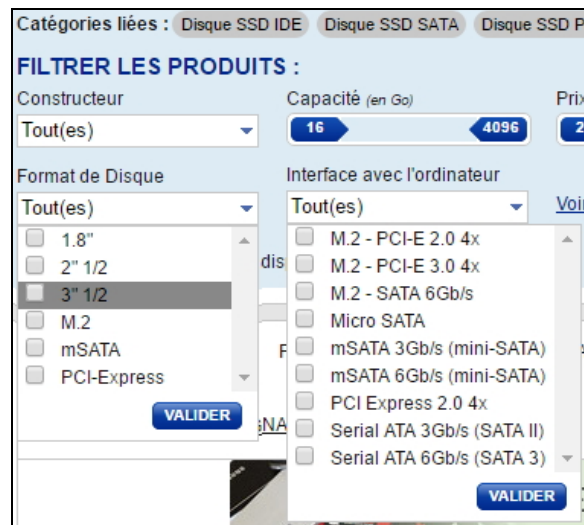 Catégories liées : Disque SSD IDE Disque SSD SATA Disque SSD P
FILTRER LES PRODUITS :
Constructeur Capacité (en Go) Prix
Tout(es) 16 4096 2
Format de Disque Interface avec l'ordinateur
Tout(es) Tout(es) Voir
1.8"
2" 1/2
3" 1/2
M.2
mSATA
PCI-Express
VALIDER
M.2 - PCI-E 2.0 4x
M.2 - PCI-E 3.0 4x
M.2 - SATA 6Gb/s
Micro SATA
mSATA 3Gb/s (mini-SATA)
mSATA 6Gb/s (mini-SATA)
PCI Express 2.0 4x
Serial ATA 3Gb/s (SATA II)
Serial ATA 6Gb/s (SATA 3)
VALIDER